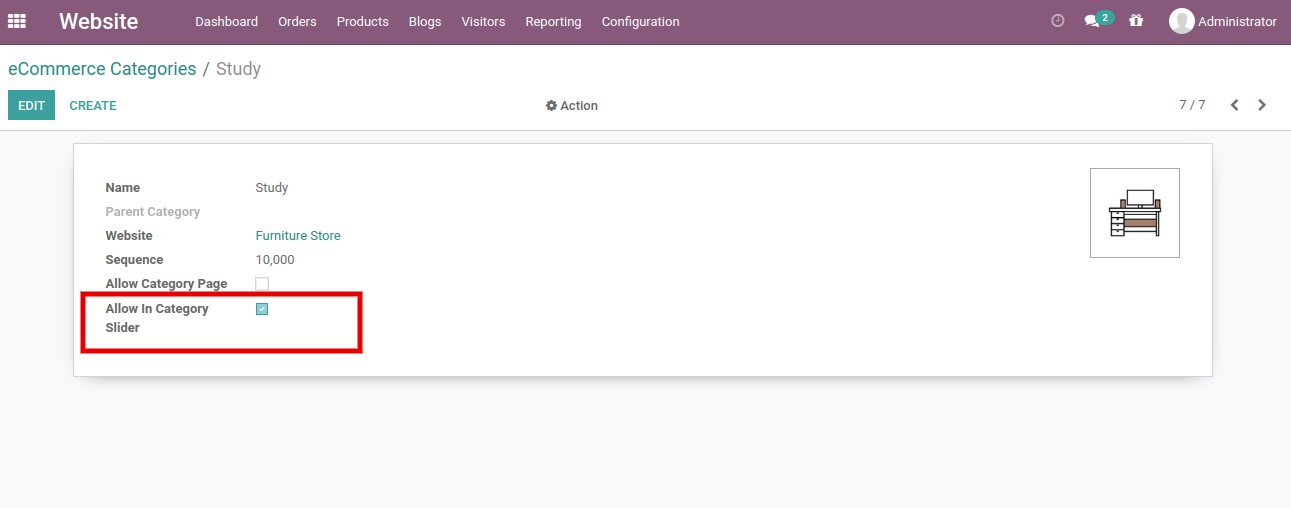 Website Dashboard Orders Products Blogs Visitors Reporting Configuration 2 Administrator
eCommerce Categories / Study
EDIT CREATE Action 7 / 7
Name Study
Parent Category
Website Furniture Store
Sequence 10,000
Allow Category Page
Allow In Category
Slider